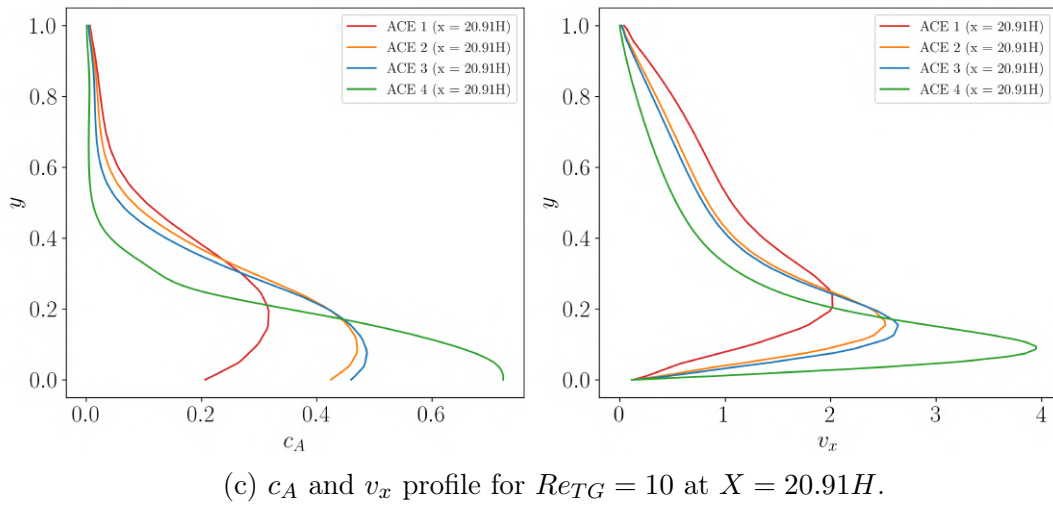 1.0
0.8
0.6
0.4
0.2
0.0
y
0.0
0.2
0.4
0.6
c_A
ACE 1 (x = 20.91H)
ACE 2 (x = 20.91H)
ACE 3 (x = 20.91H)
ACE 4 (x = 20.91H)
1.0
0.8
0.6
0.4
0.2
0.0
y
0
1
2
3
4
v_x
ACE 1 (x = 20.91H)
ACE 2 (x = 20.91H)
ACE 3 (x = 20.91H)
ACE 4 (x = 20.91H)
(c) c_A and v_x profile for Re_{TG} = 10 at X = 20.91H.